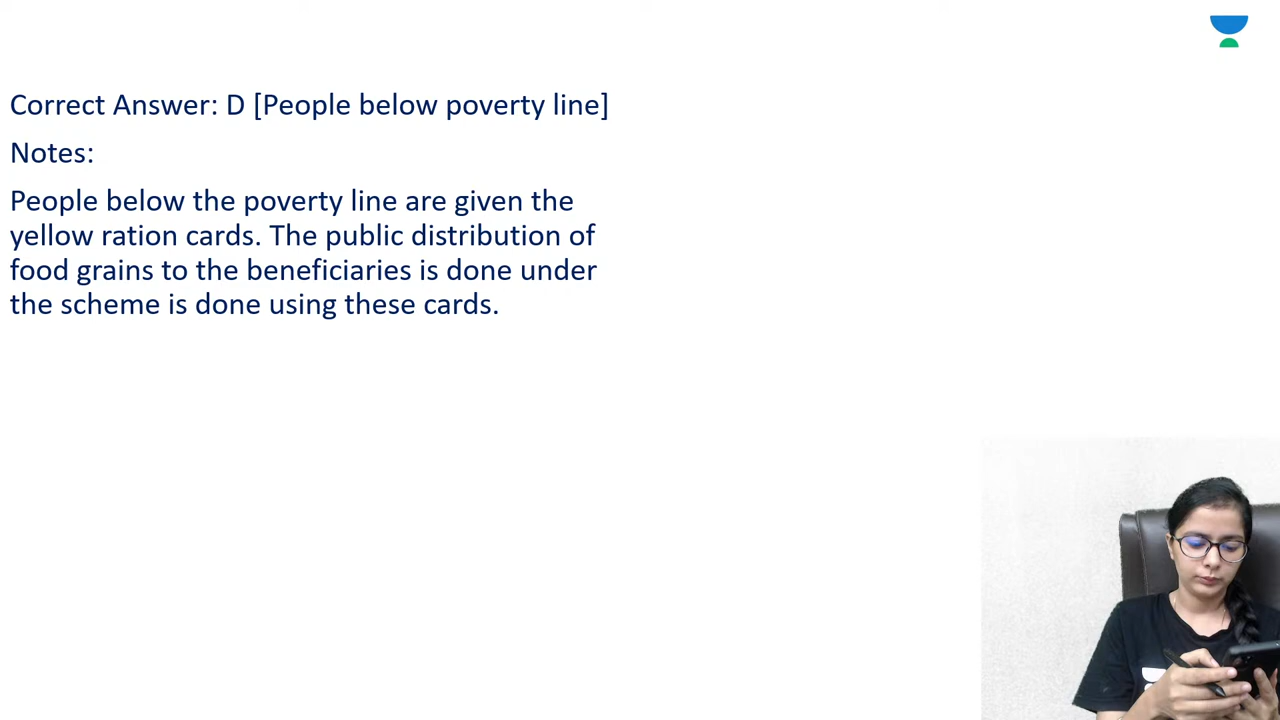 Correct Answer: D [People below poverty line]
Notes:
People below the poverty line are given the
yellow ration cards. The public distribution of
food grains to the beneficiaries is done under
the scheme is done using these cards.